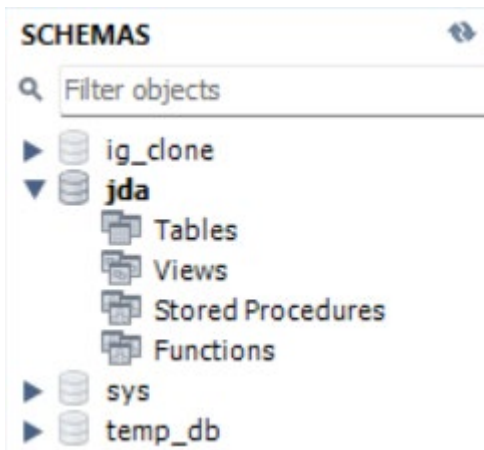 SCHEMAS
Filter objects
ig_clone
jda
Tables
Views
Stored Procedures
Functions
sys
temp_db